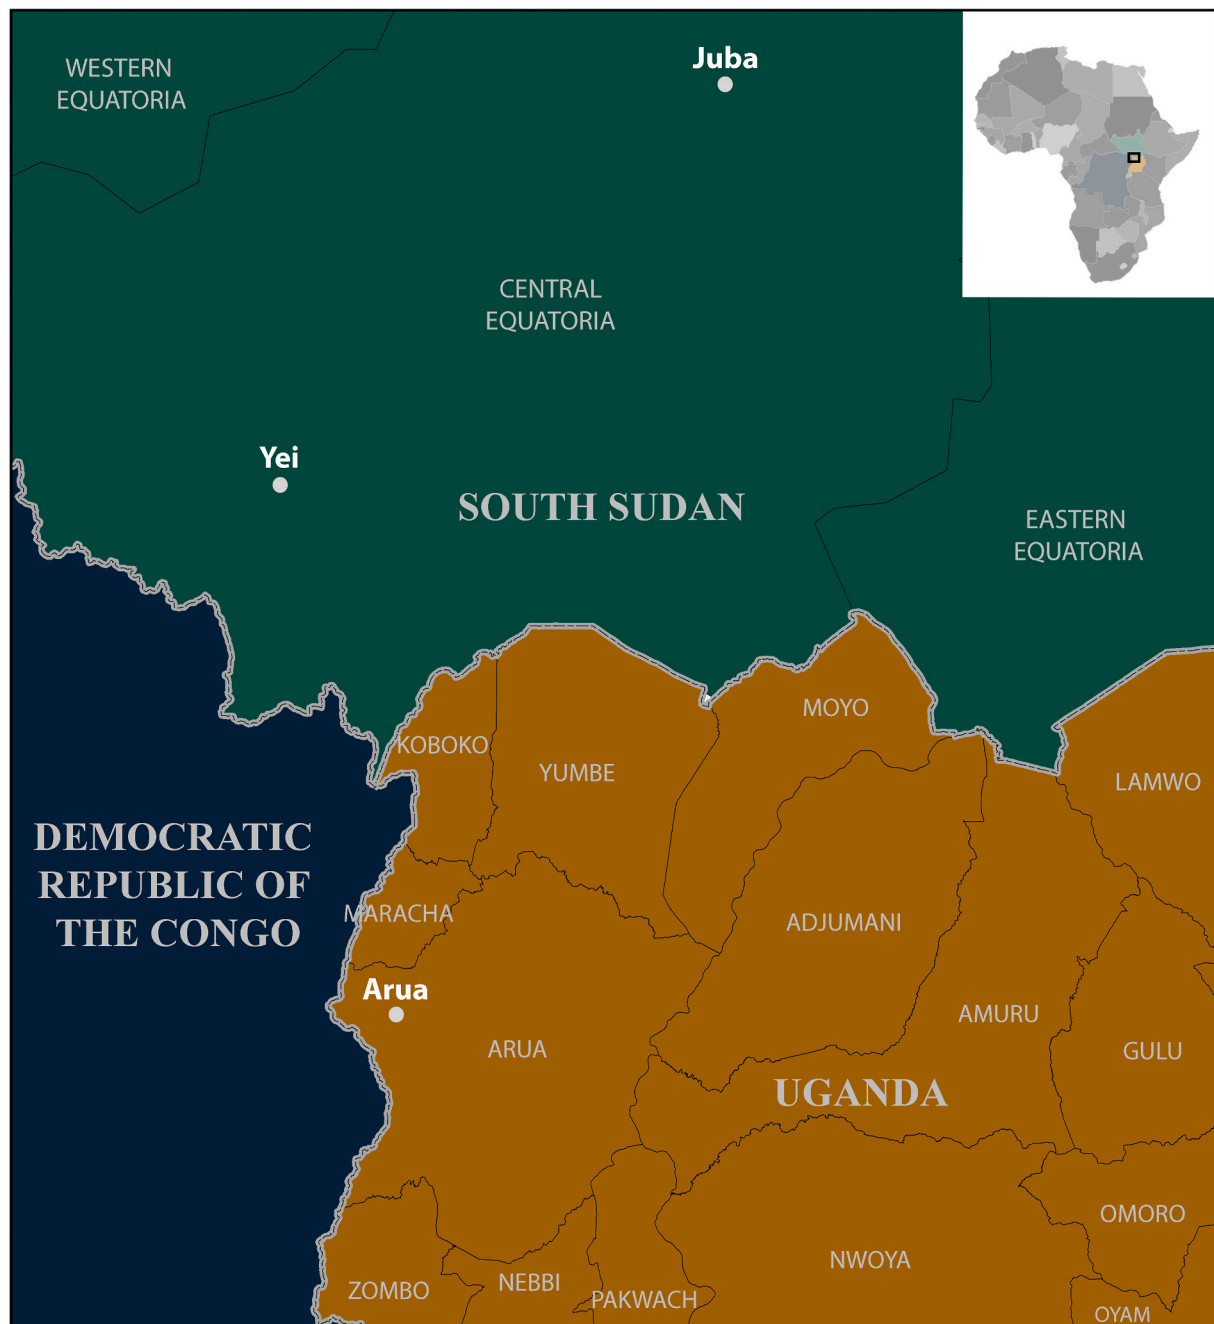 Juba
WESTERN
EQUATORIA
CENTRAL
EQUATORIA
Yei
SOUTH SUDAN
EASTERN
EQUATORIA
MOYO
KOBOKO
YUMBE
LAMWO
DEMOCRATIC
REPUBLIC OF
THE CONGO
MARACHA
ADJUMANI
Arua
AMURU
ARUA
GULU
UGANDA
OMORO
NWOYA
NEBBI
ZOMBO
PAKWACH
OYAM